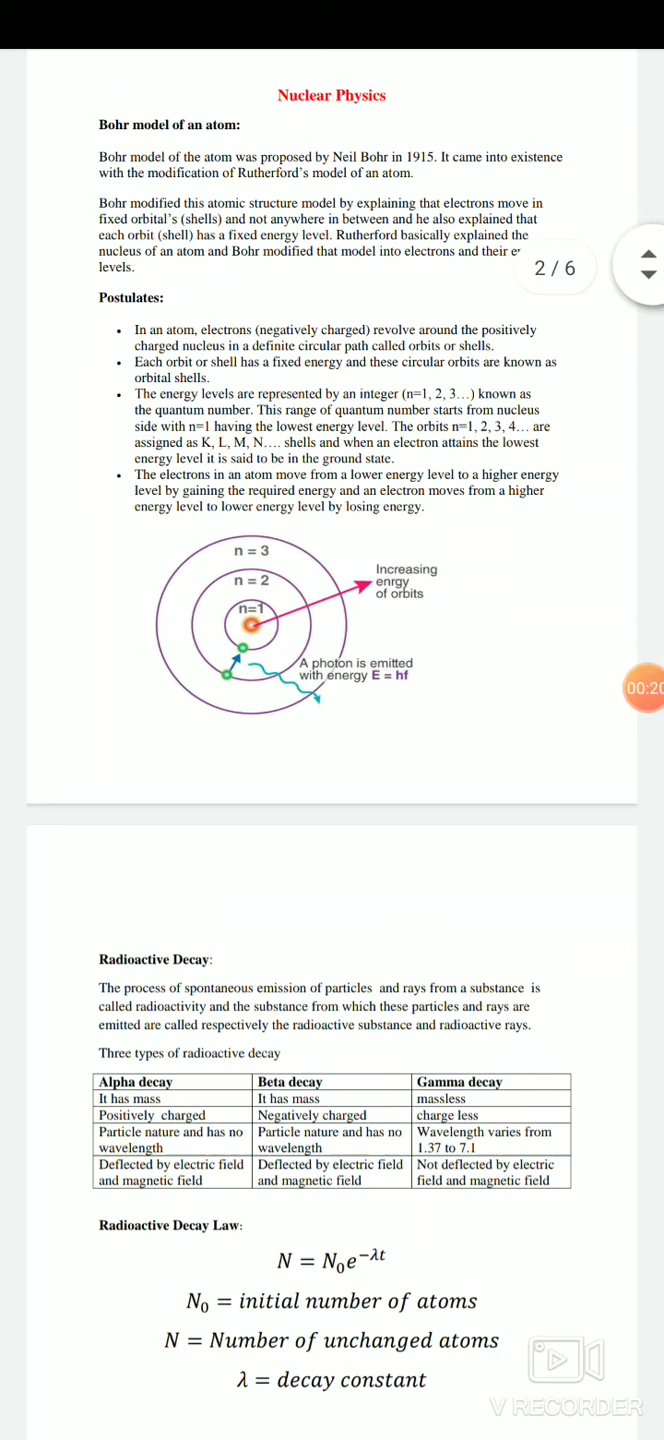 Nuclear Physics
Bohr model of an atom:
Bohr model of the atom was proposed by Neil Bohr in 1915. It came into existence
with the modification of Rutherford's model of an atom.
Bohr modified this atomic structure model by explaining that electrons move in
fixed orbital's (shells) and not anywhere in between and he also explained that
each orbit (shell) has a fixed energy level. Rutherford basically explained the
nucleus of an atom and Bohr modified that model into electrons and their
levels.
2 / 6
Postulates:
• In an atom, electrons (negatively charged) revolve around the positively
charged nucleus in a definite circular path called orbits or shells.
• Each orbit or shell has a fixed energy and these circular orbits are known as
orbital shells.
• The energy levels are represented by an integer (n=1, 2, 3…) known as
the quantum number. This range of quantum number starts from nucleus
side with n=1 having the lowest energy level. The orbits n=1, 2, 3, 4… are
assigned as K, L, M, N…. shells and when an electron attains the lowest
energy level it is said to be in the ground state.
• The electrons in an atom move from a lower energy level to a higher energy
level by gaining the required energy and an electron moves from a higher
energy level to lower energy level by losing energy.
n = 3
n = 2
n=1
Increasing
enrgy
of orbits
A photon is emitted
with energy E = hf
00:20
Radioactive Decay:
The process of spontaneous emission of particles and rays from a substance is
called radioactivity and the substance from which these particles and rays are
emitted are called respectively the radioactive substance and radioactive rays.
Three types of radioactive decay
Alpha decay Beta decay Gamma decay
It has mass It has mass massless
Positively charged Negatively charged charge less
Particle nature and has no Particle nature and has no Wavelength varies from
wavelength wavelength 1.37 to 7.1
Deflected by electric field Deflected by electric field Not deflected by electric
and magnetic field and magnetic field field and magnetic field
Radioactive Decay Law:
N = N₀e^−λt
N₀ = initial number of atoms
N = Number of unchanged atoms
λ = decay constant
V RECORDER